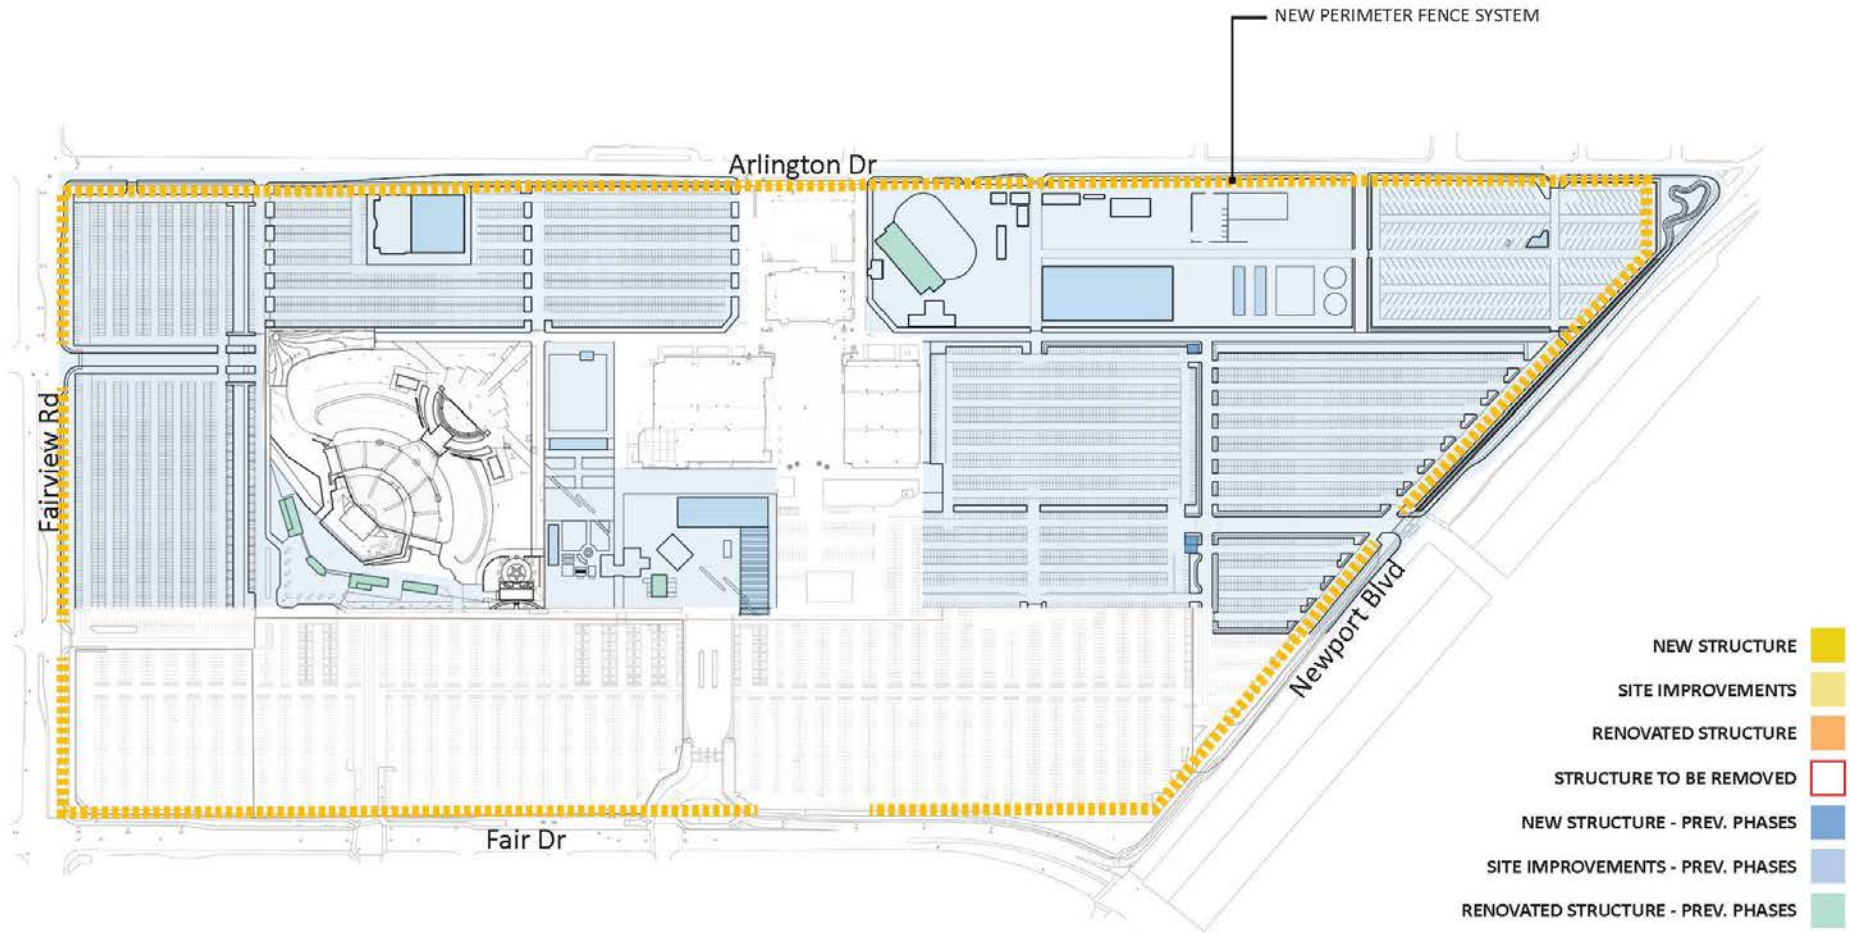 NEW PERIMETER FENCE SYSTEM
Arlington Dr
Fairview Rd
Newport Blvd
Fair Dr
NEW STRUCTURE
SITE IMPROVEMENTS
RENOVATED STRUCTURE
STRUCTURE TO BE REMOVED
NEW STRUCTURE - PREV. PHASES
SITE IMPROVEMENTS - PREV. PHASES
RENOVATED STRUCTURE - PREV. PHASES